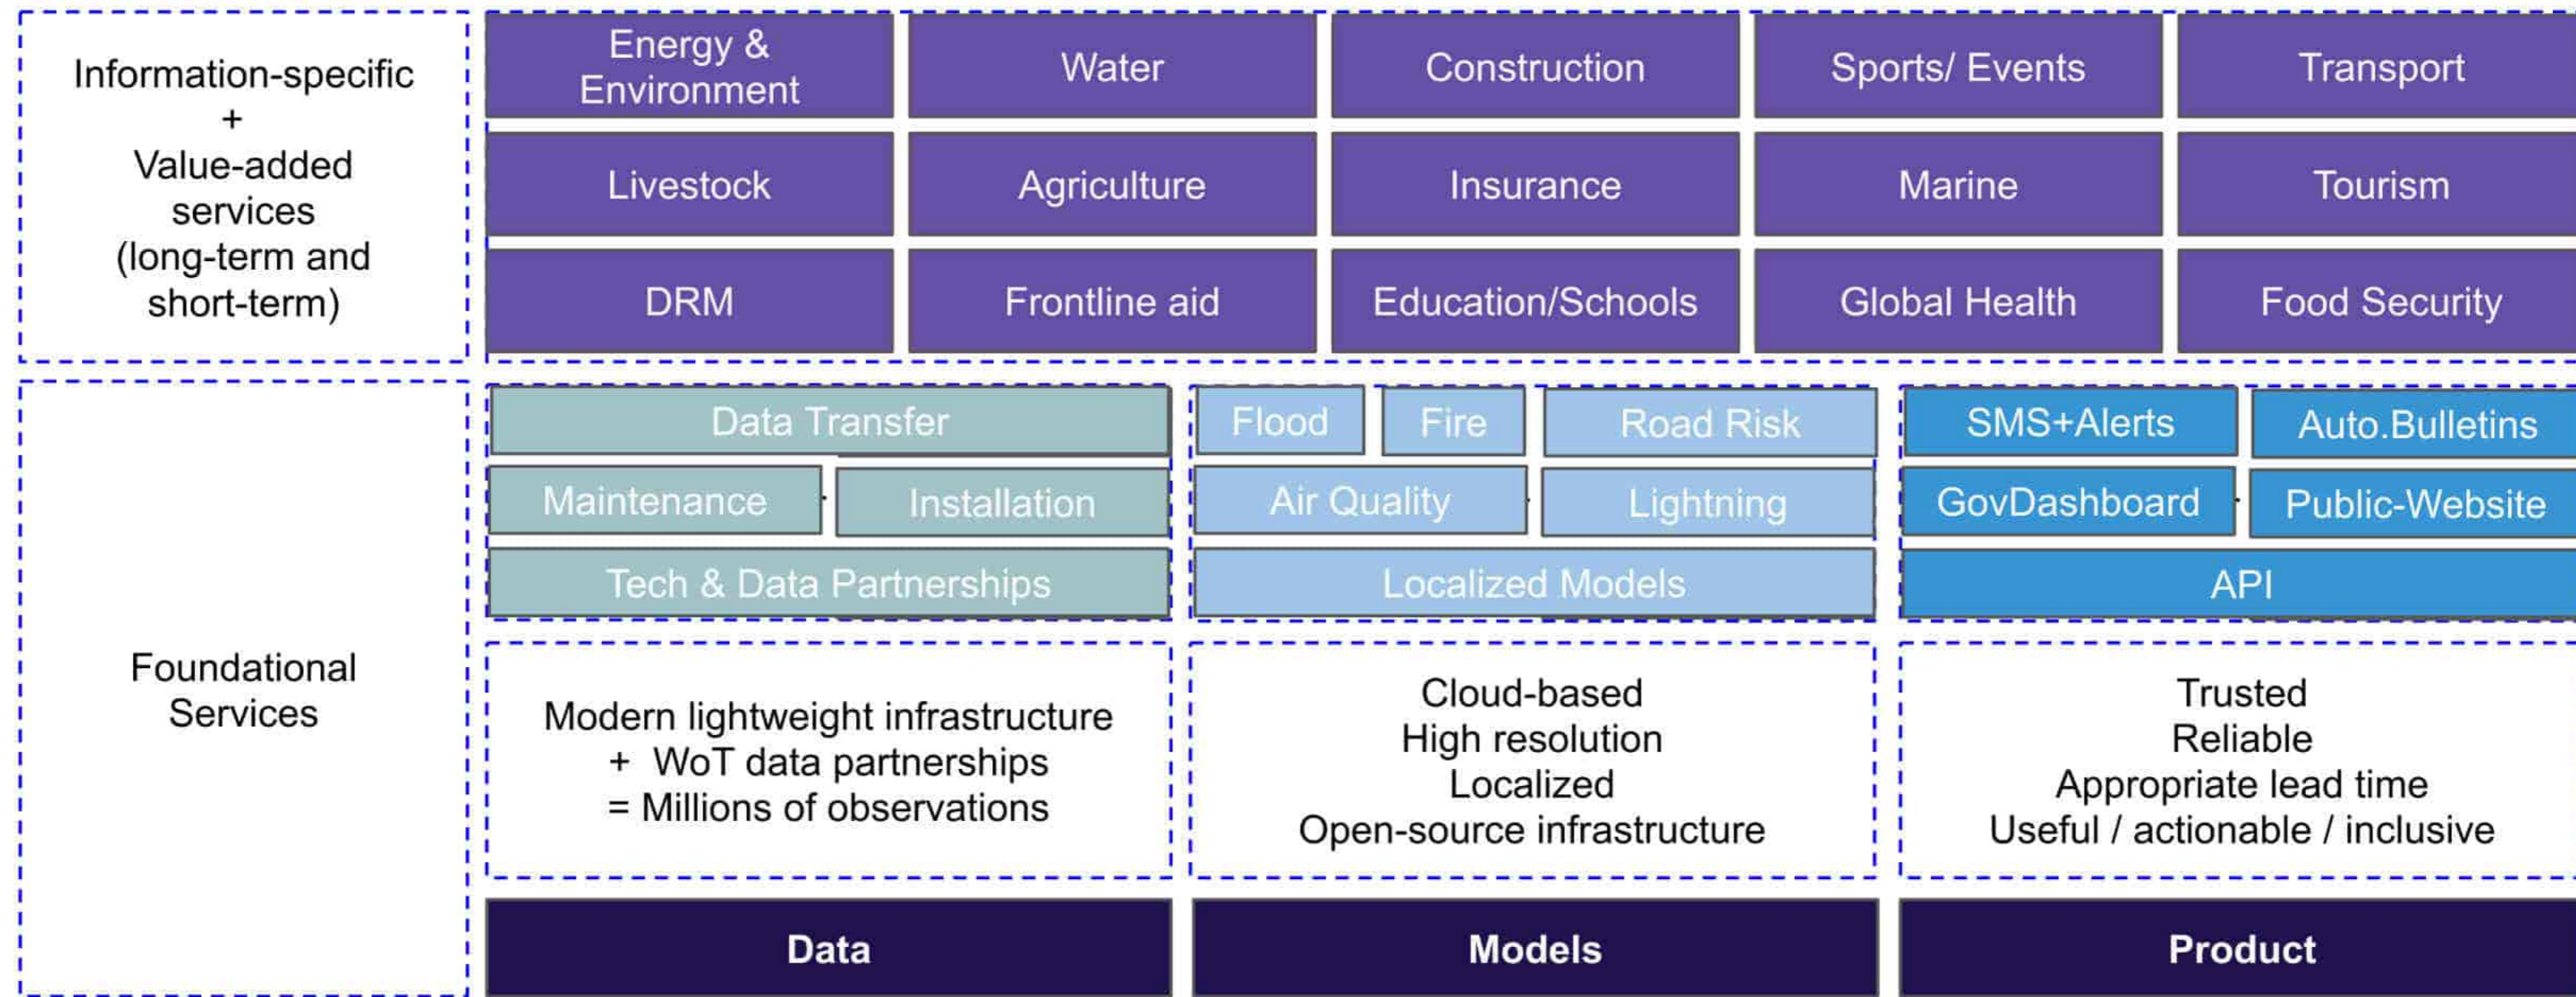 Information-specific
+
Value-added
services
(long-term and
short-term)
Energy &
Environment
Water
Construction
Sports/ Events
Transport
Livestock
Agriculture
Insurance
Marine
Tourism
DRM
Frontline aid
Education/Schools
Global Health
Food Security
Foundational
Services
Data Transfer
Maintenance
Installation
Tech & Data Partnerships
Flood
Fire
Road Risk
Air Quality
Lightning
Localized Models
SMS+Alerts
Auto.Bulletins
GovDashboard
Public-Website
API
Modern lightweight infrastructure
+ WoT data partnerships
= Millions of observations
Cloud-based
High resolution
Localized
Open-source infrastructure
Trusted
Reliable
Appropriate lead time
Useful / actionable / inclusive
Data
Models
Product